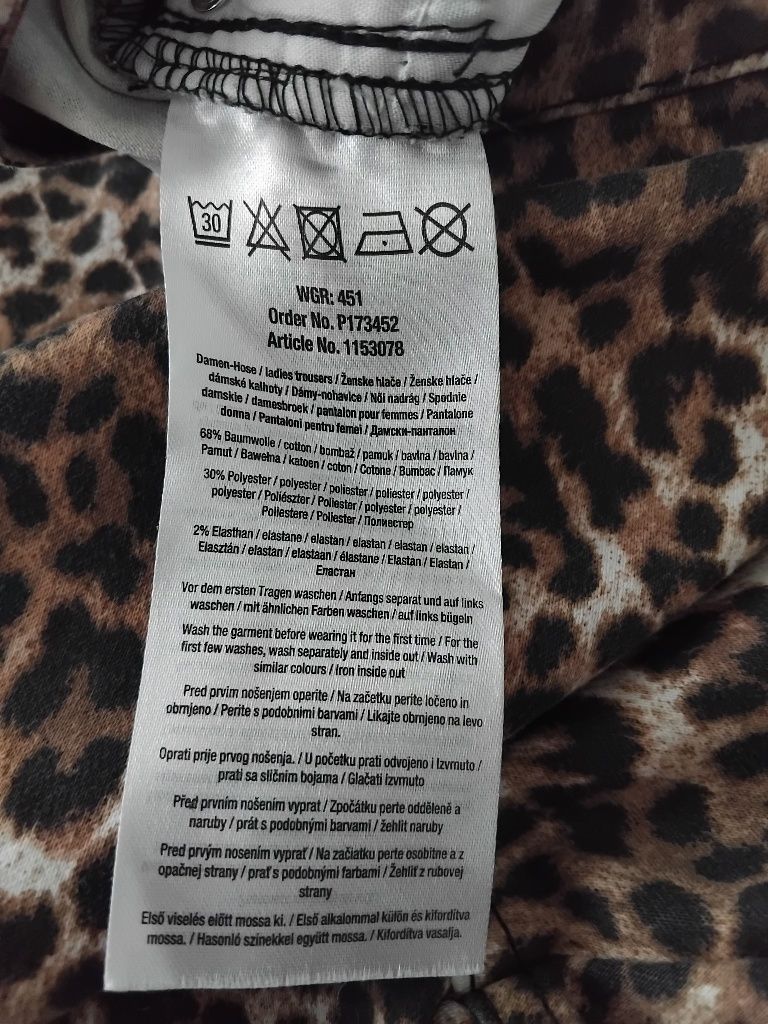 30
WGR: 451
Order No. P173452
Article No. 1153078
Damen-Hose / ladies trousers / Ženske hlače / Ženske hlače /
dámské kalhoty / Dámy-nohavice / Női nadrág / Spodnie
damskie / damesbroek / pantalon pour femmes / Pantalone
donna / Pantaloni pentru femei / Дамски-панталон
68% Baumwolle / cotton / bombaž / pamuk / bavlna / bavlna /
Pamut / Bawełna / katoen / coton / Cotone / Bumbac / Памук
30% Polyester / polyester / poliester / poliester / polyester /
polyester / Poliészter / Poliester / polyester / polyester /
Poliestere / Poliester / Полиестер
2% Elasthan / elastane / elastan / elastan / elastan / elastan /
Elasztán / elastan / elastaan / élastane / Elastan / Elastan /
Еластан
Vor dem ersten Tragen waschen / Anfangs separat und auf links
waschen / mit ähnlichen Farben waschen / auf links bügeln
Wash the garment before wearing it for the first time / For the
first few washes, wash separately and inside out / Wash with
similar colours / Iron inside out
Pred prvim nošenjem operite / Na začetku perite ločeno in
obrnjeno / Perite s podobnimi barvami / Likajte obrnjeno na levo
stran.
Oprati prije prvog nošenja. / U početku prati odvojeno i izvrnuto /
prati sa sličnim bojama / Glačati izvrnuto
Před prvním nošením vyprat / Zpočátku perte odděleně a
naruby / prát s podobnými barvami / žehlit naruby
Pred prvým nosením vyprať / Na začiatku perte osobitne a z
opačnej strany / prať s podobnými farbami / Žehliť z rubovej
strany
Első viselés előtt mossa ki. / Első alkalommal külön és kifordítva
mossa. / Hasonló színekkel együtt mossa. / Kifordítva vasalja.